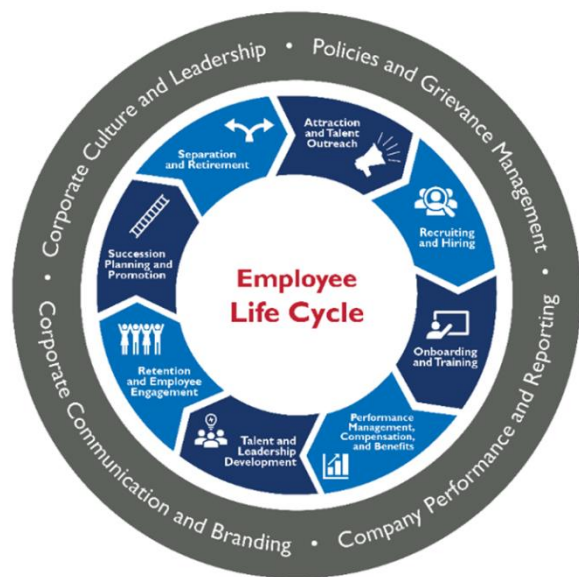 Corporate Culture and Leadership • Policies and Grievance Management • Company Performance and Reporting • Corporate Communication and Branding •
Employee
Life Cycle
Attraction
and Talent
Outreach
Recruiting
and Hiring
Onboarding
and Training
Performance
Management,
Compensation,
and Benefits
Talent and
Leadership
Development
Retention
and Employee
Engagement
Succession
Planning and
Promotion
Separation
and Retirement